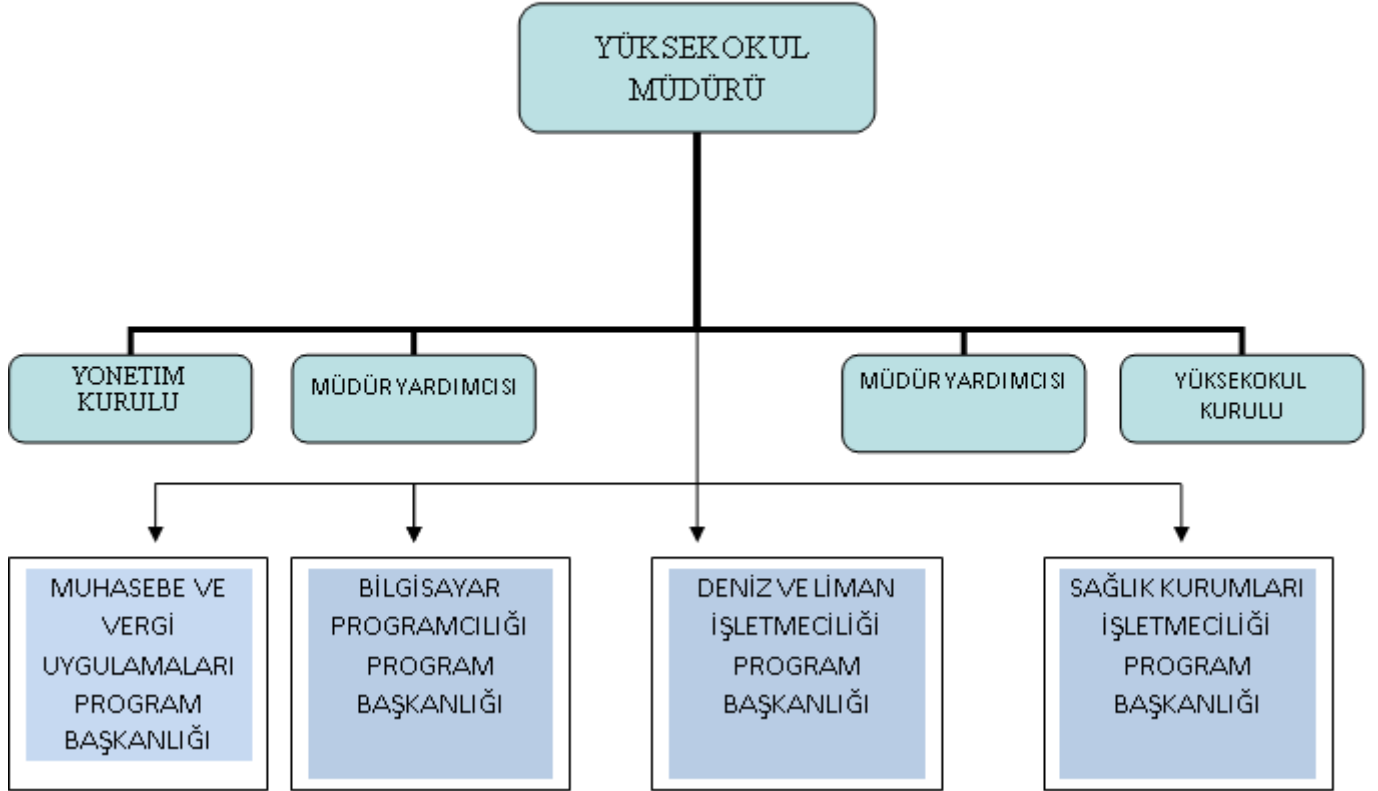 YÜKSEKOKUL
MÜDÜRÜ
YONETIM
KURULU
MÜDÜR YARDIMCISI
MÜDÜR YARDIMCISI
YÜKSEKOKUL
KURULU
MUHASEBE VE
VERGİ
UYGULAMALARI
PROGRAM
BAŞKANLIĞI
BİLGİSAYAR
PROGRAMCILIĞI
PROGRAM
BAŞKANLIĞI
DENİZ VE LİMAN
İŞLETMECİLİĞİ
PROGRAM
BAŞKANLIĞI
SAĞLIK KURUMLARI
İŞLETMECİLİĞİ
PROGRAM
BAŞKANLIĞI